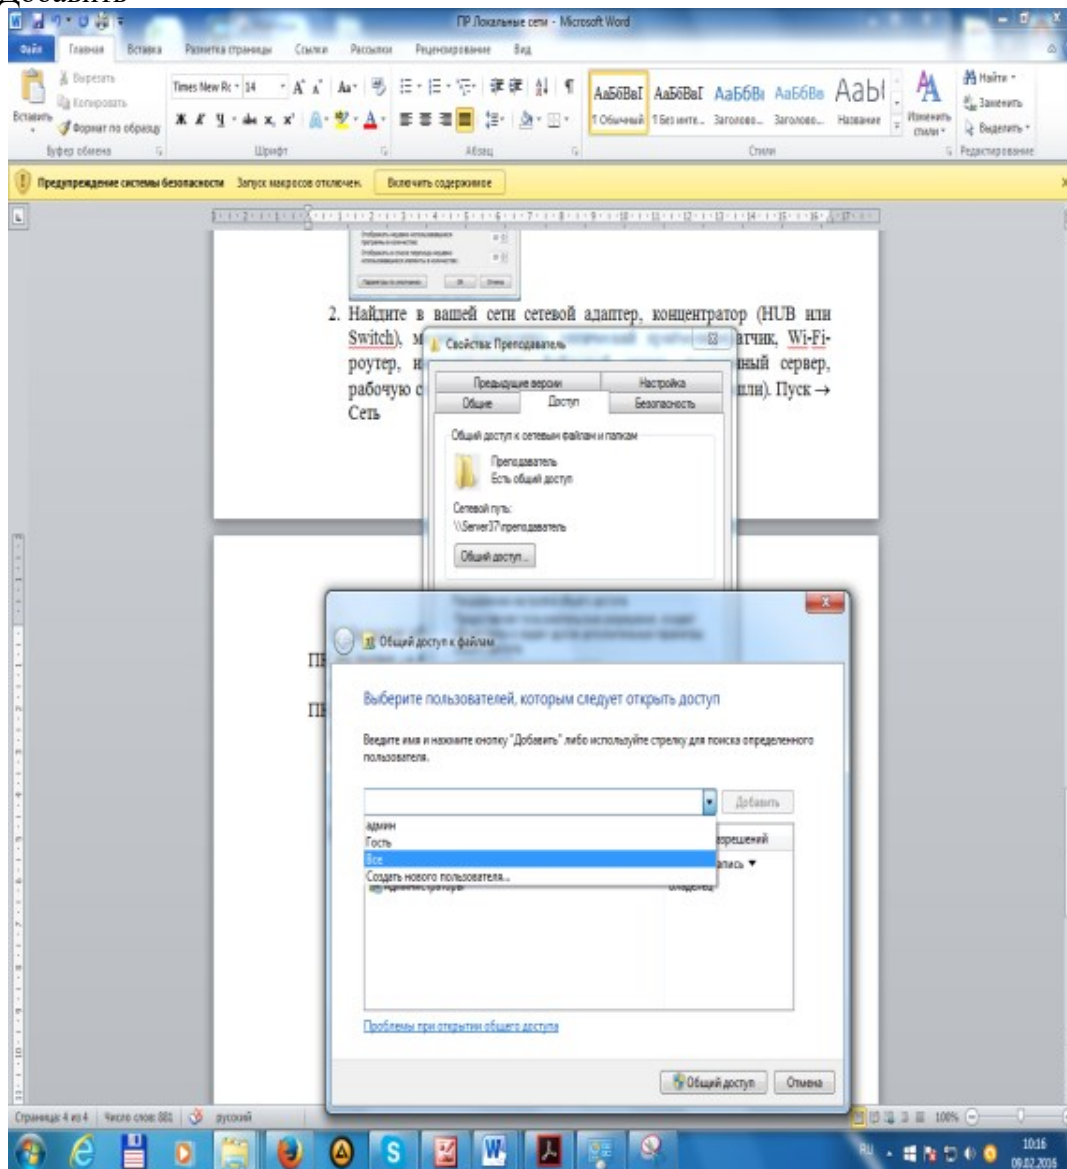 Добавить
ПР Локальные сети - Microsoft Word
Файл Главная Вставка Разметка страницы Ссылки Рассылки Рецензирование Вид
Вырезать
Копировать
Формат по образцу
Вставить
Буфер обмена
Times New Ro 14
Шрифт
Абзац
АаБбВвГ АаБбВвГ АаБбВв АаБбВв
¶ Обычный ¶ Без инте... Заголово... Заголово... Название
Изменить стили
Стили
Найти
Заменить
Выделить
Редактирование
Предупреждение системы безопасности Запуск макросов отключен. Включить содержимое
2. Найдите в вашей сети сетевой адаптер, концентратор (HUB или
Switch), Wi-Fi-
роутер, сервер,
рабочую Пуск →
Сеть
Свойства: Преподаватель
Предыдущие версии Настройка
Общие Доступ Безопасность
Общий доступ к сетевым файлам и папкам
Преподаватель
Есть общий доступ
Сетевой путь:
\\Server37\преподаватель
Общий доступ...
Общий доступ к файлам
Выберите пользователей, которым следует открыть доступ
Введите имя и нажмите кнопку "Добавить" либо используйте стрелку для поиска определенного
пользователя.
Добавить
админ
Гость
Все
Создать нового пользователя...
Проблемы при открытии общего доступа
Общий доступ Отмена
Страница: 4 из 4 Число слов: 881 русский 100%
RU 10:16
09.02.2016